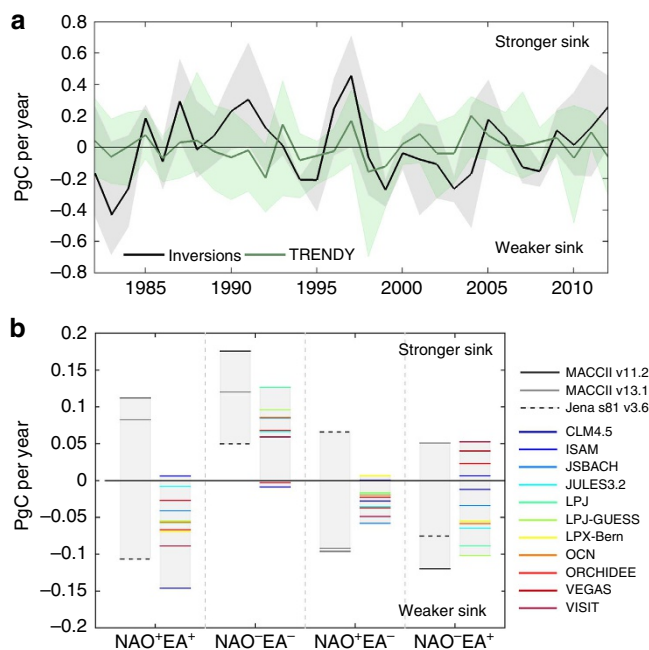 a
0.8
0.6
0.4
0.2
0
−0.2
−0.4
−0.6
−0.8
PgC per year
Stronger sink
Weaker sink
Inversions
TRENDY
1985 1990 1995 2000 2005 2010
b
0.2
0.15
0.1
0.05
0
−0.05
−0.1
−0.15
−0.2
PgC per year
Stronger sink
Weaker sink
NAO⁺EA⁺ NAO⁻EA⁻ NAO⁺EA⁻ NAO⁻EA⁺
MACCII v11.2
MACCII v13.1
Jena s81 v3.6
CLM4.5
ISAM
JSBACH
JULES3.2
LPJ
LPJ-GUESS
LPX-Bern
OCN
ORCHIDEE
VEGAS
VISIT